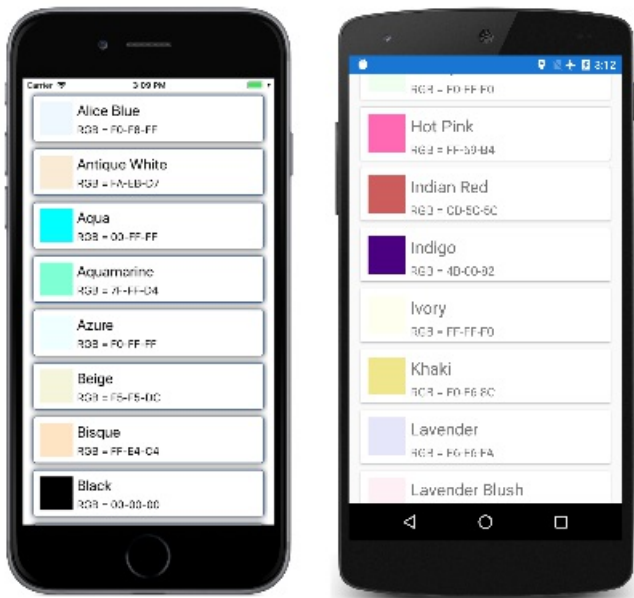 Carrier
3:09 PM
Alice Blue
RGB = F0-F8-FF
Antique White
RGB = FA-EB-D7
Aqua
RGB = 00-FF-FF
Aquamarine
RGB = 7F-FF-D4
Azure
RGB = F0-FF-FF
Beige
RGB = F5-F5-DC
Bisque
RGB = FF-E4-C4
Black
RGB = 00-00-00
3:12
RGB = F0-FF-F0
Hot Pink
RGB = FF-69-B4
Indian Red
RGB = CD-5C-5C
Indigo
RGB = 4B-00-82
Ivory
RGB = FF-FF-F0
Khaki
RGB = F0-E6-8C
Lavender
RGB = E6-E6-FA
Lavender Blush